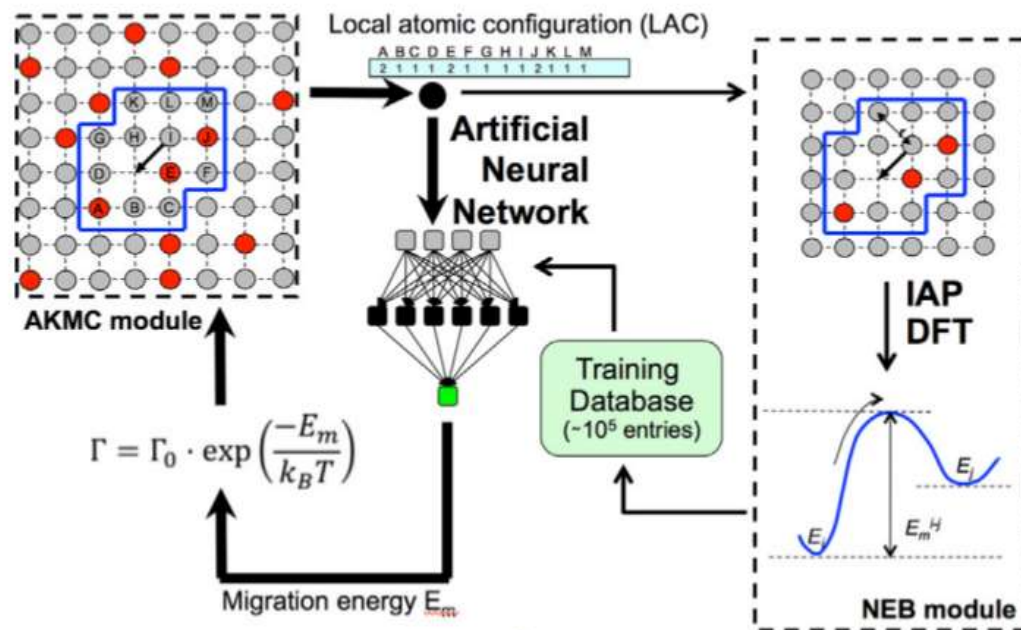 Local atomic configuration (LAC)
A B C D E F G H I J K L M
2 1 1 1 2 1 1 1 1 2 1 1 1
K L M
G H I J
D E F
A B C
AKMC module
Artificial
Neural
Network
r
IAP
DFT
Training
Database
(~10⁵ entries)
Γ = Γ₀ · exp(−Eₘ / k_B T)
Migration energy Eₘ
Eᵢ
Eⱼ
Eₘ^{i-j}
NEB module